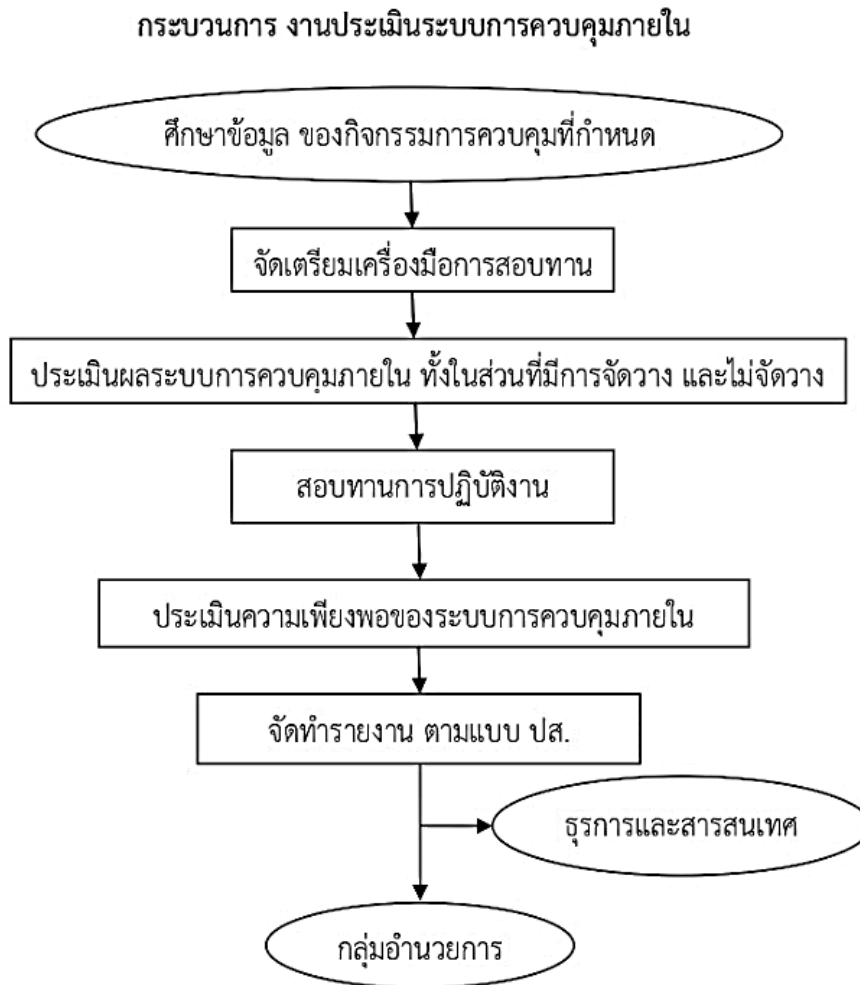 กระบวนการ งานประเมินระบบการควบคุมภายใน
ศึกษาข้อมูล ของกิจกรรมการควบคุมที่กำหนด
จัดเตรียมเครื่องมือการสอบทาน
ประเมินผลระบบการควบคุมภายใน ทั้งในส่วนที่มีการจัดวาง และไม่จัดวาง
สอบทานการปฏิบัติงาน
ประเมินความเพียงพอของระบบการควบคุมภายใน
จัดทำรายงาน ตามแบบ ปส.
ธุรการและสารสนเทศ
กลุ่มอำนวยการ